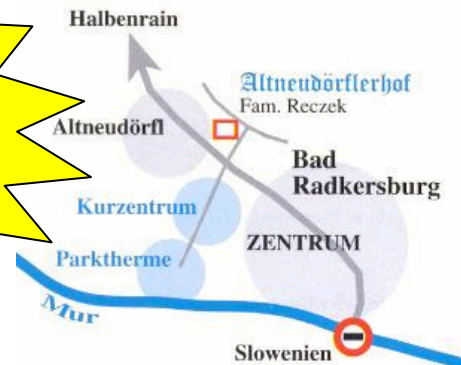 Halbenrain
Altneudörflerhof
Fam. Reczek
Altneudörfl
Bad
Radkersburg
Kurzentrum
ZENTRUM
Parktherme
Mur
Slowenien